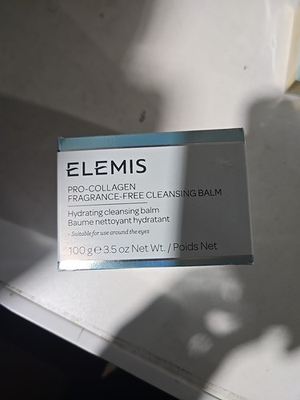 ELEMIS
PRO-COLLAGEN
FRAGRANCE-FREE CLEANSING BALM
Hydrating cleansing balm
Baume nettoyant hydratant
- Suitable for use around the eyes
100 g ℮ 3.5 oz Net Wt. / Poids Net